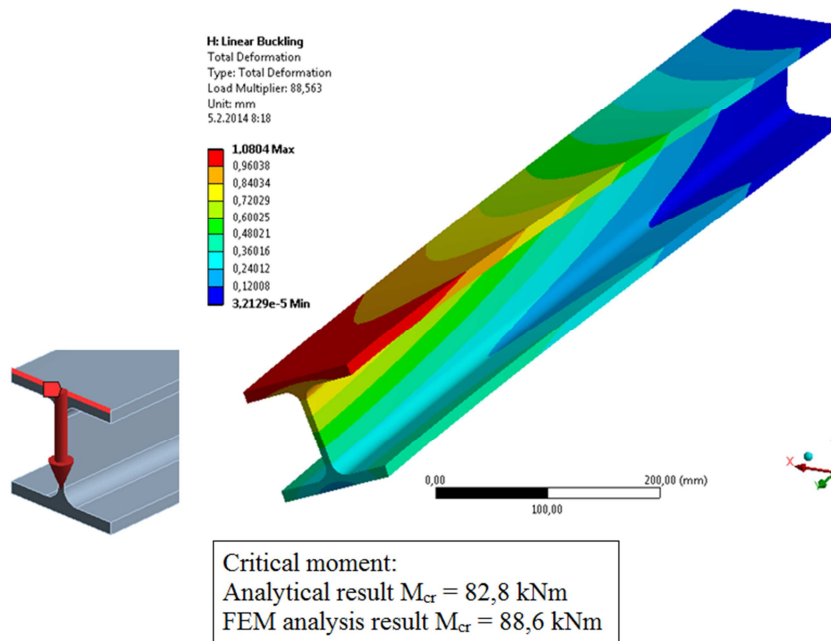 H: Linear Buckling
Total Deformation
Type: Total Deformation
Load Multiplier: 88,563
Unit: mm
5.2.2014 8:18
1,0804 Max
0,96038
0,84034
0,72029
0,60025
0,48021
0,36016
0,24012
0,12008
3,2129e-5 Min
0,00
200,00 (mm)
100,00
X
Critical moment:
Analytical result Mcr = 82,8 kNm
FEM analysis result Mcr = 88,6 kNm